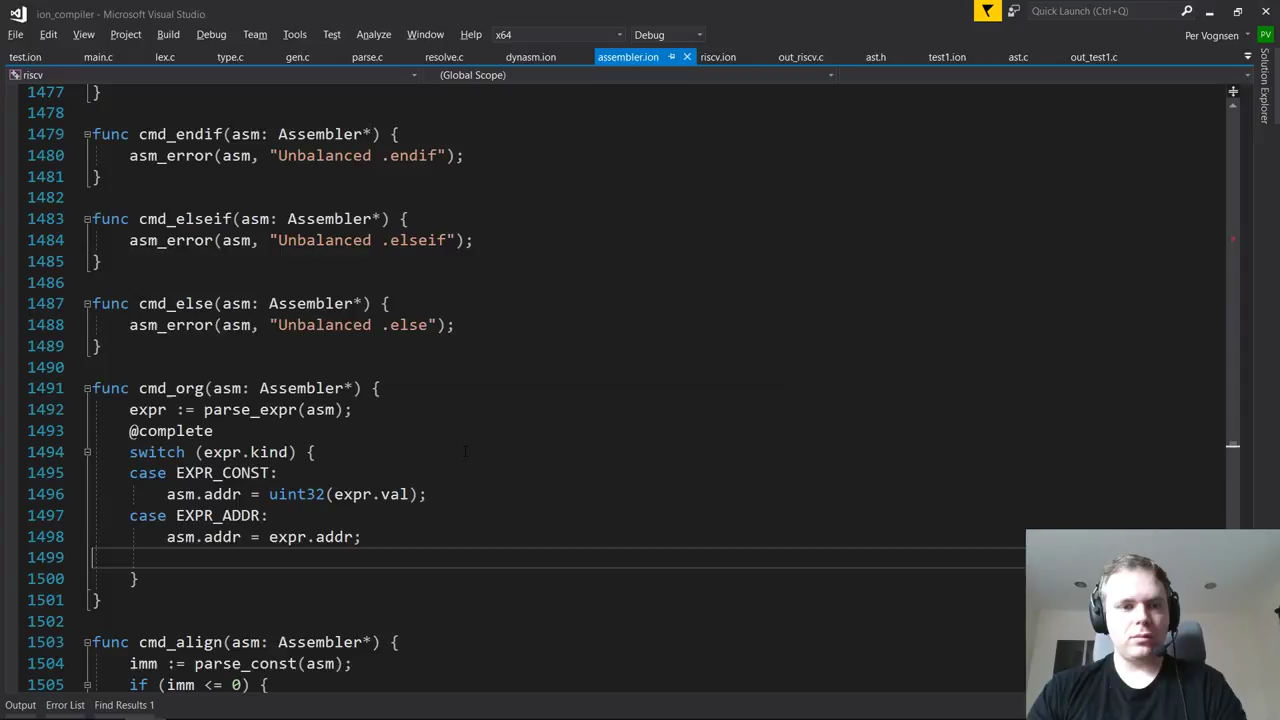 ion_compiler - Microsoft Visual Studio
Quick Launch (Ctrl+Q)
File Edit View Project Build Debug Team Tools Test Analyze Window Help x64 Debug
Per Vognsen PV
test.ion main.c lex.c type.c gen.c parse.c resolve.c dynasm.ion assembler.ion riscv.ion out_riscv.c ast.h test1.ion ast.c out_test1.c
riscv (Global Scope)
Solution Explorer
1477 }
1478
1479 func cmd_endif(asm: Assembler*) {
1480 asm_error(asm, "Unbalanced .endif");
1481 }
1482
1483 func cmd_elseif(asm: Assembler*) {
1484 asm_error(asm, "Unbalanced .elseif");
1485 }
1486
1487 func cmd_else(asm: Assembler*) {
1488 asm_error(asm, "Unbalanced .else");
1489 }
1490
1491 func cmd_org(asm: Assembler*) {
1492 expr := parse_expr(asm);
1493 @complete
1494 switch (expr.kind) {
1495 case EXPR_CONST:
1496 asm.addr = uint32(expr.val);
1497 case EXPR_ADDR:
1498 asm.addr = expr.addr;
1499
1500 }
1501 }
1502
1503 func cmd_align(asm: Assembler*) {
1504 imm := parse_const(asm);
1505 if (imm <= 0) {
Output Error List Find Results 1